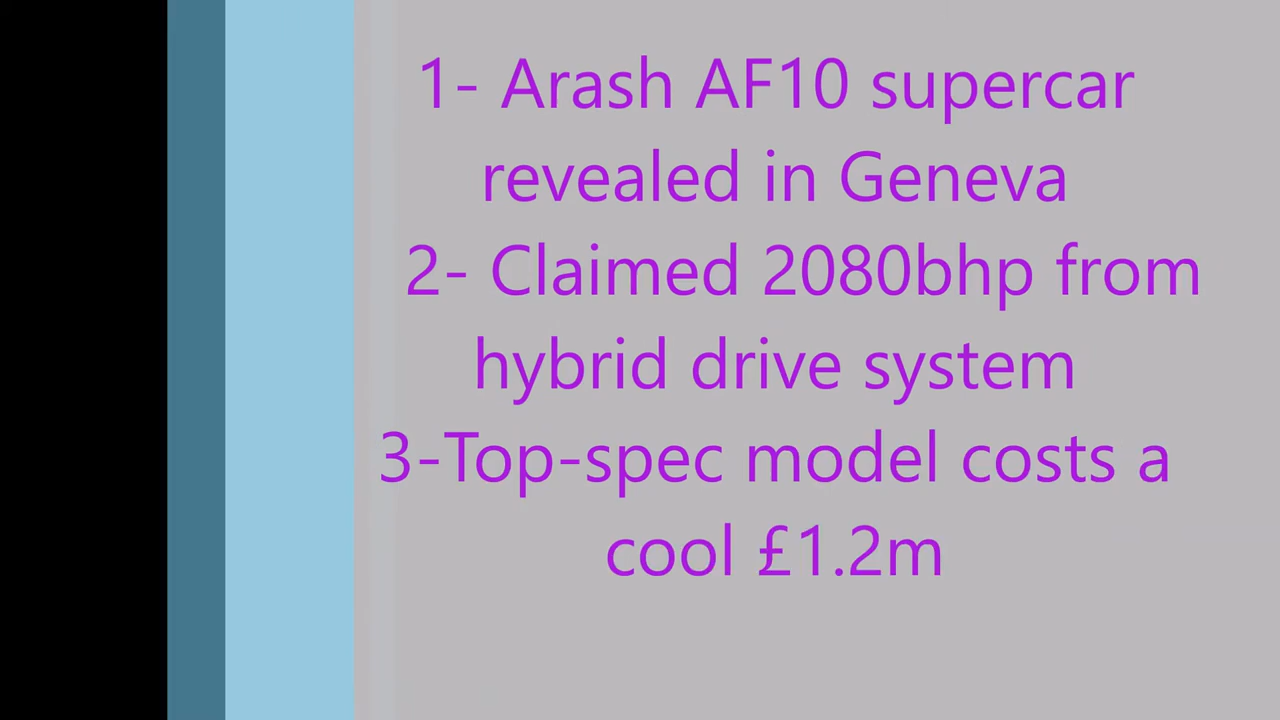 1- Arash AF10 supercar
revealed in Geneva
2- Claimed 2080bhp from
hybrid drive system
3-Top-spec model costs a
cool £1.2m